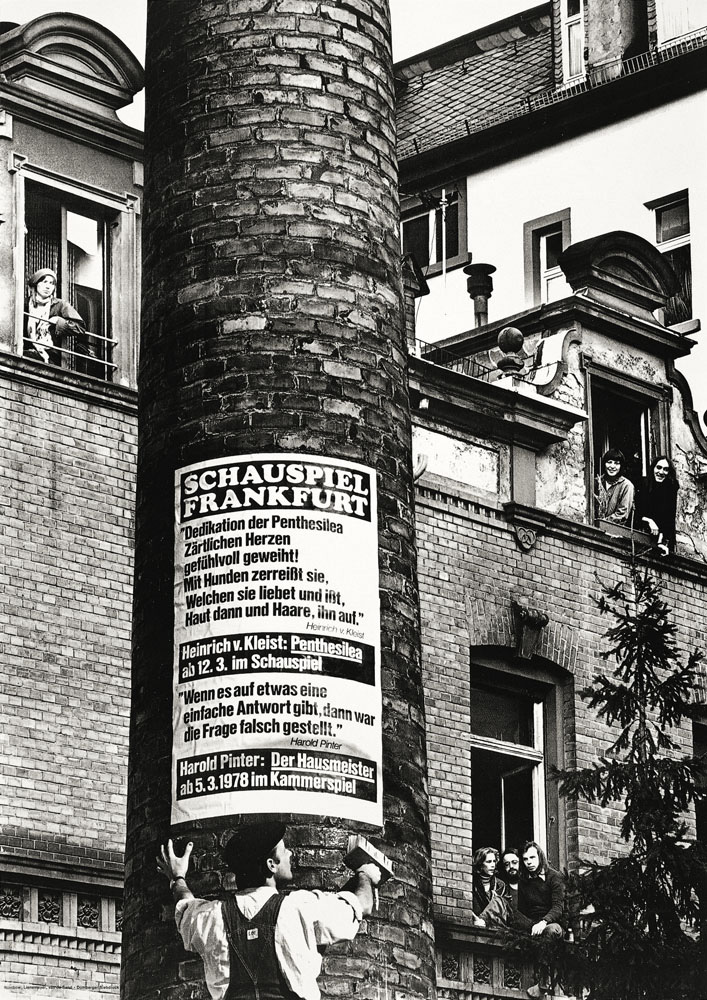 SCHAUSPIEL
FRANKFURT
"Dedikation der Penthesilea
Zärtlichen Herzen
gefühlvoll geweiht!
Mit Hunden zerreißt sie,
Welchen sie liebet und ißt,
Haut dann und Haare, ihn auf."
Heinrich v. Kleist
Heinrich v. Kleist: Penthesilea
ab 12. 3. im Schauspiel
"Wenn es auf etwas eine
einfache Antwort gibt, dann war
die Frage falsch gestellt."
Harold Pinter
Harold Pinter: Der Hausmeister
ab 5.3.1978 im Kammerspiel